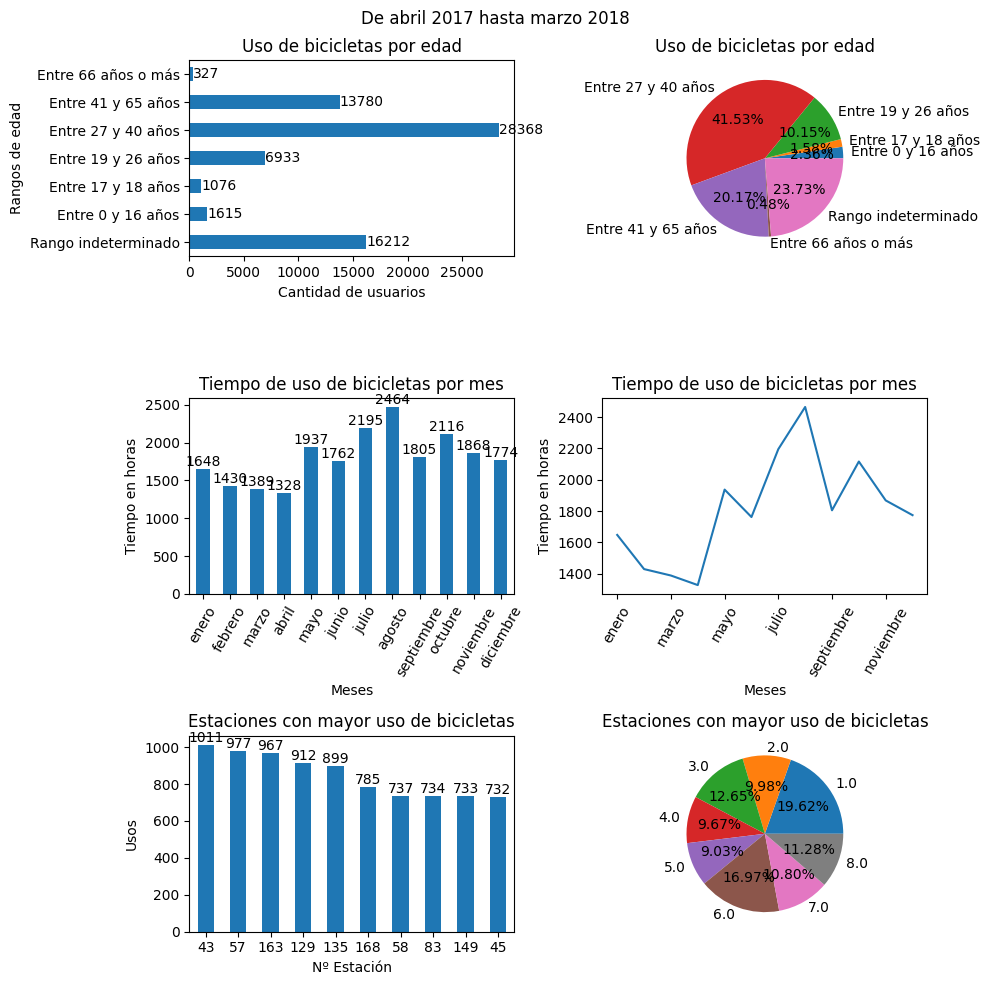 De abril 2017 hasta marzo 2018
Uso de bicicletas por edad
Rangos de edad
Entre 66 años o más
327
Entre 41 y 65 años
13780
Entre 27 y 40 años
28368
Entre 19 y 26 años
6933
Entre 17 y 18 años
1076
Entre 0 y 16 años
1615
Rango indeterminado
16212
0 5000 10000 15000 20000 25000
Cantidad de usuarios
Uso de bicicletas por edad
Entre 27 y 40 años
41.53%
Entre 19 y 26 años
10.15%
Entre 17 y 18 años
1.58%
Entre 0 y 16 años
2.36%
Entre 41 y 65 años
20.17%
Entre 66 años o más
0.48%
Rango indeterminado
23.73%
Tiempo de uso de bicicletas por mes
Tiempo en horas
2500
2000
1500
1000
500
0
1648 1430 1389 1328 1937 1762 2195 2464 1805 2116 1868 1774
enero febrero marzo abril mayo junio julio agosto septiembre octubre noviembre diciembre
Meses
Tiempo de uso de bicicletas por mes
Tiempo en horas
2400
2200
2000
1800
1600
1400
enero marzo mayo julio septiembre noviembre
Meses
Estaciones con mayor uso de bicicletas
Usos
1000
800
600
400
200
0
1011 977 967 912 899 785 737 734 733 732
43 57 163 129 135 168 58 83 149 45
Nº Estación
Estaciones con mayor uso de bicicletas
1.0
19.62%
2.0
9.98%
3.0
12.65%
4.0
9.67%
5.0
9.03%
6.0
16.97%
7.0
10.80%
8.0
11.28%